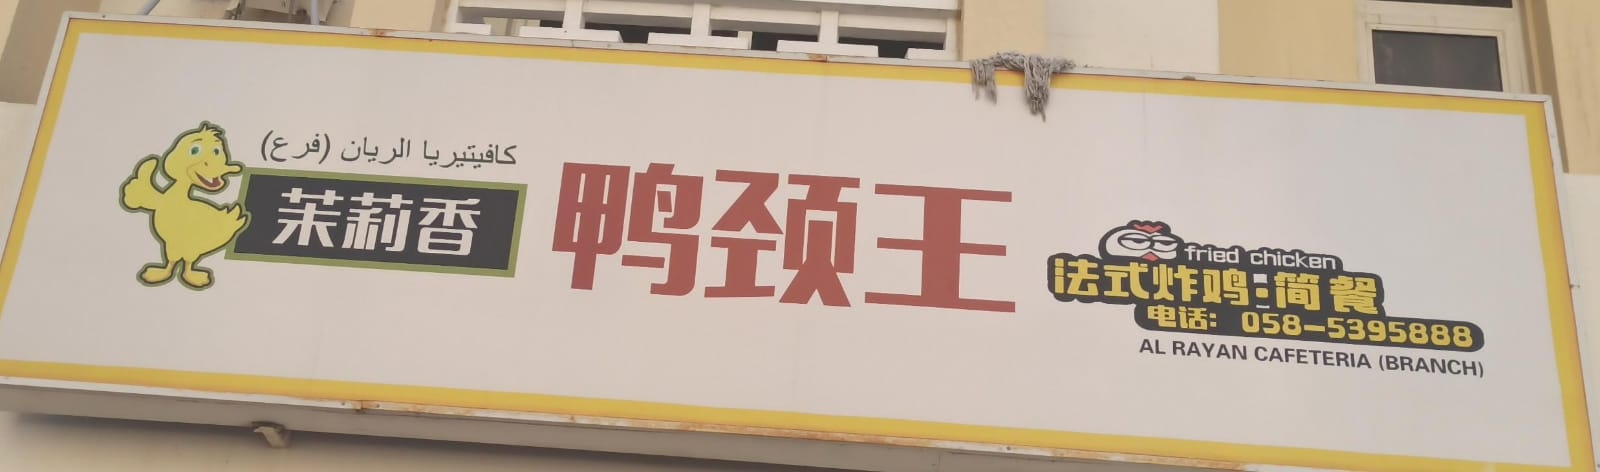 كافيتيريا الريان (فرع)
茉莉香
鸭颈王
fried chicken
法式炸鸡·简餐
电话: 058-5395888
AL RAYAN CAFETERIA (BRANCH)